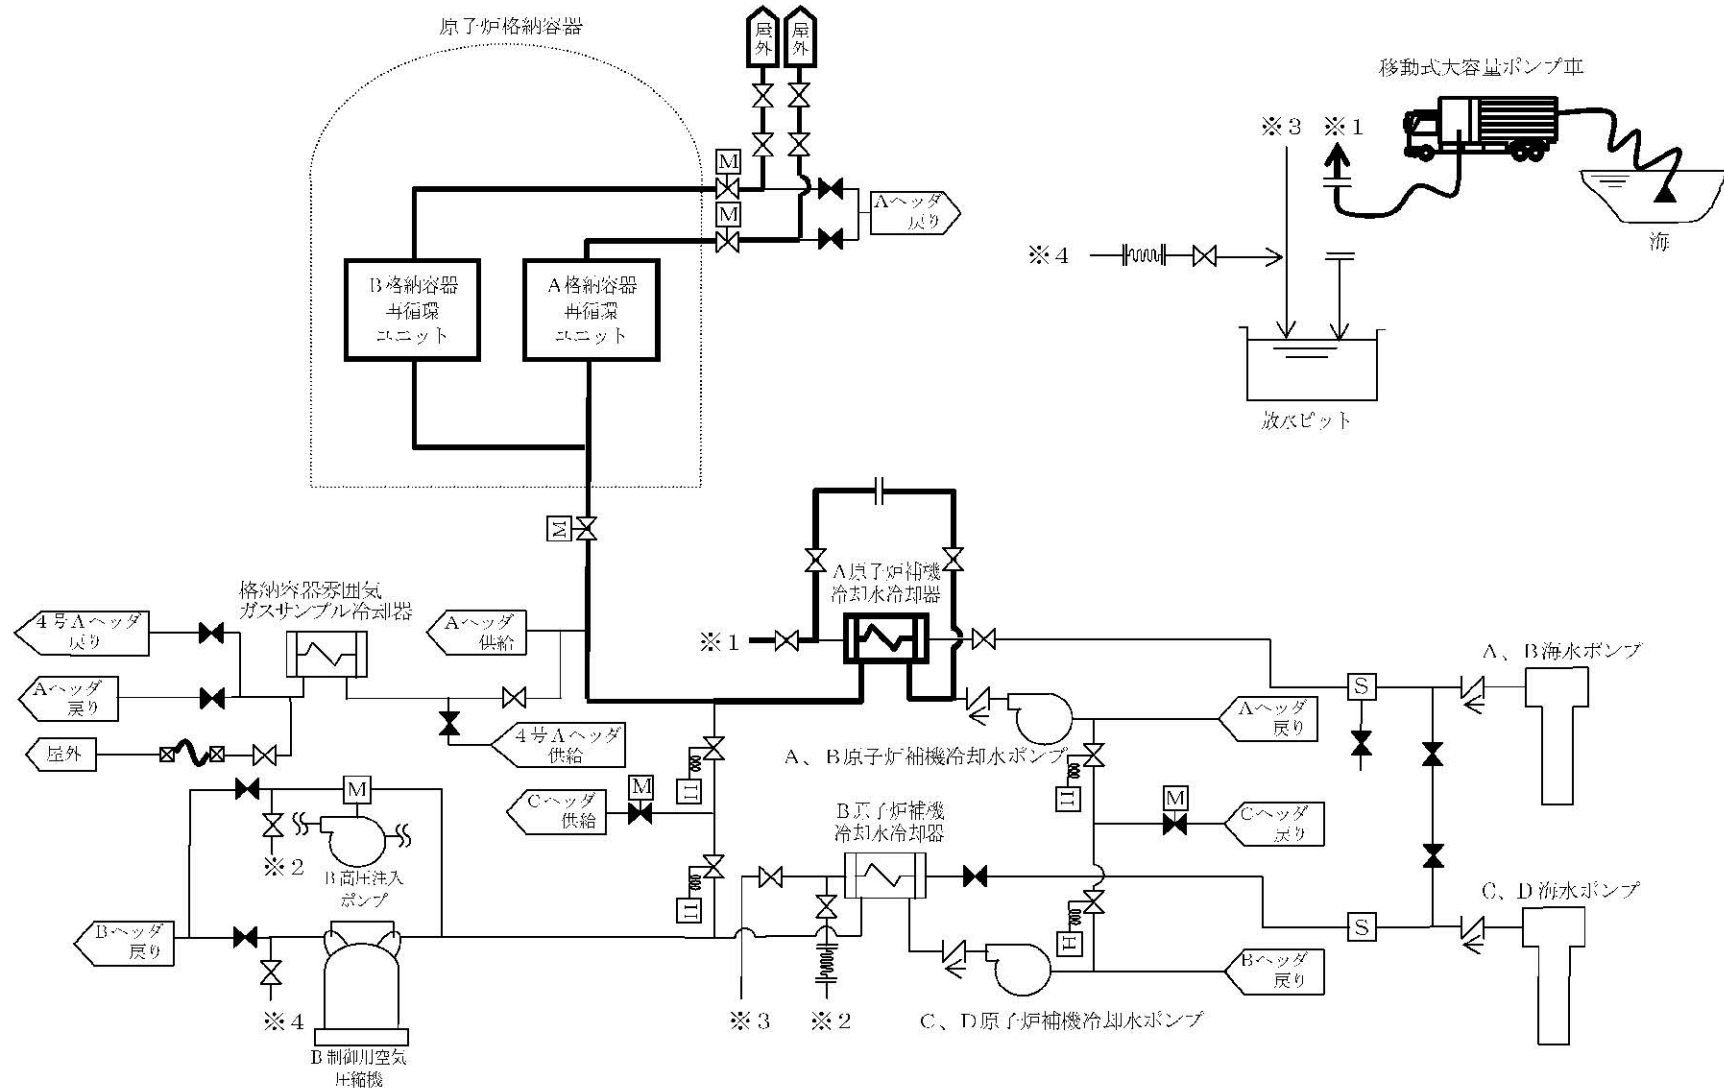 原子炉格納容器
屋外
屋外
移動式大容量ポンプ車
※3
※1
M
M
Aヘッダ
戻り
※4
海
B格納容器
再循環
ユニット
A格納容器
再循環
ユニット
放水ピット
M
格納容器雰囲気
ガスサンプル冷却器
A原子炉補機
冷却水冷却器
4号Aヘッダ
戻り
Aヘッダ
供給
※1
A、B海水ポンプ
Aヘッダ
戻り
S
Aヘッダ
戻り
屋外
4号Aヘッダ
供給
A、B原子炉補機冷却水ポンプ
M
M
H
H
M
Cヘッダ
供給
B原子炉補機
冷却水冷却器
Cヘッダ
戻り
※2
B高圧注入
ポンプ
C、D海水ポンプ
H
H
Bヘッダ
戻り
S
Bヘッダ
戻り
※4
※3
※2
C、D原子炉補機冷却水ポンプ
B制御用空気
圧縮機